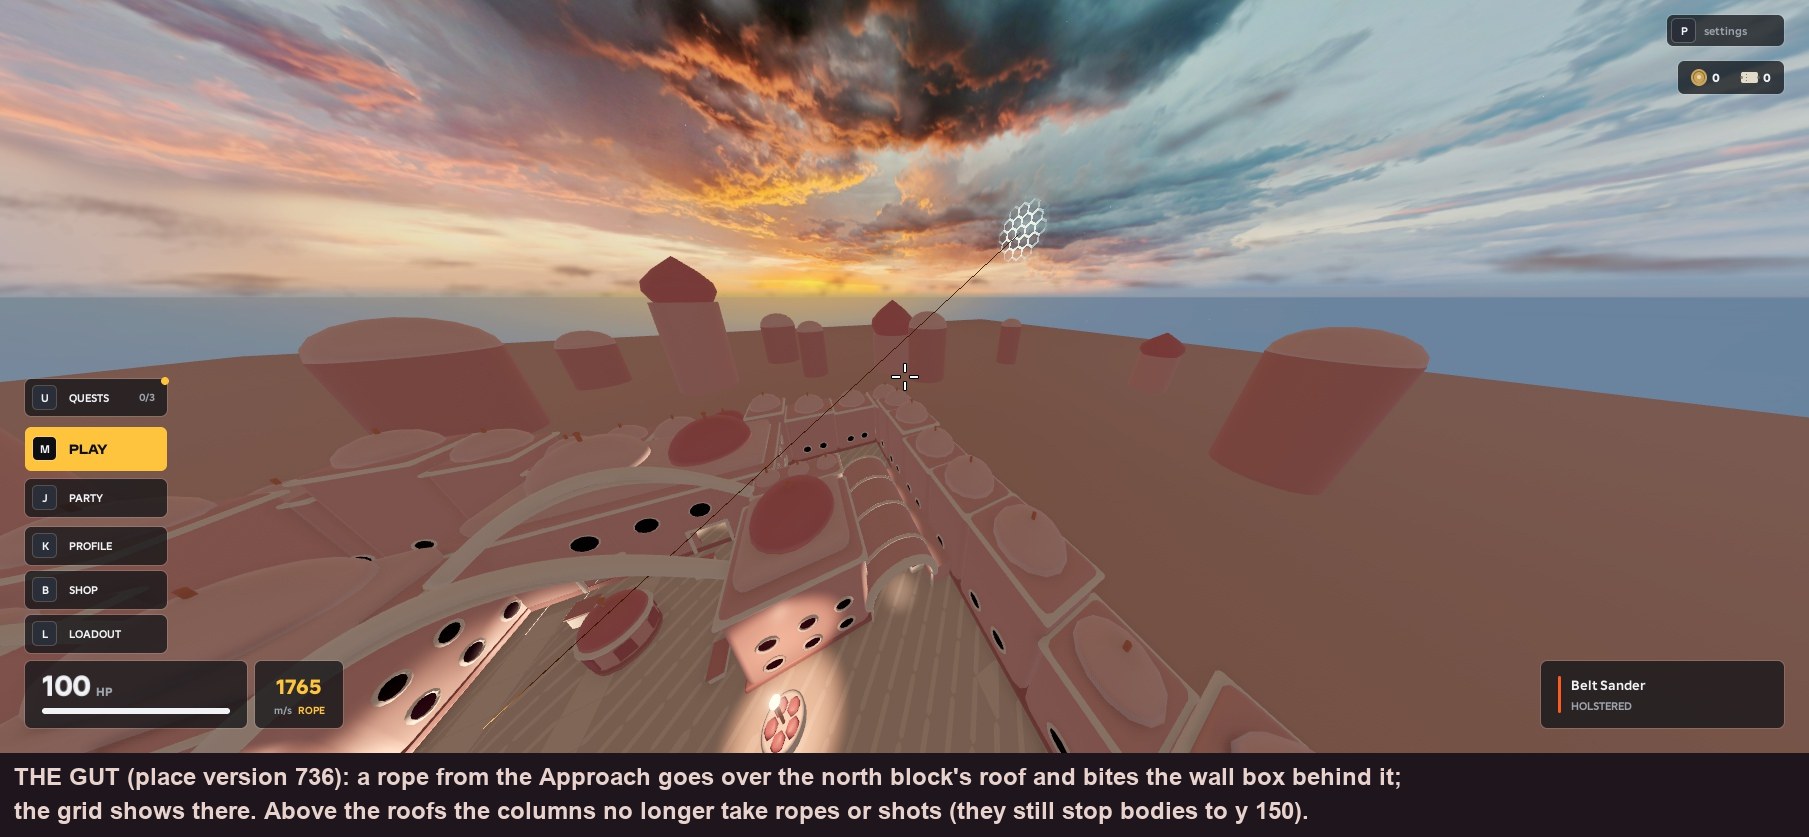 P settings
0 0
U QUESTS 0/3
M PLAY
J PARTY
K PROFILE
B SHOP
L LOADOUT
100 HP
1765
m/s ROPE
Belt Sander
HOLSTERED
THE GUT (place version 736): a rope from the Approach goes over the north block's roof and bites the wall box behind it;
the grid shows there. Above the roofs the columns no longer take ropes or shots (they still stop bodies to y 150).